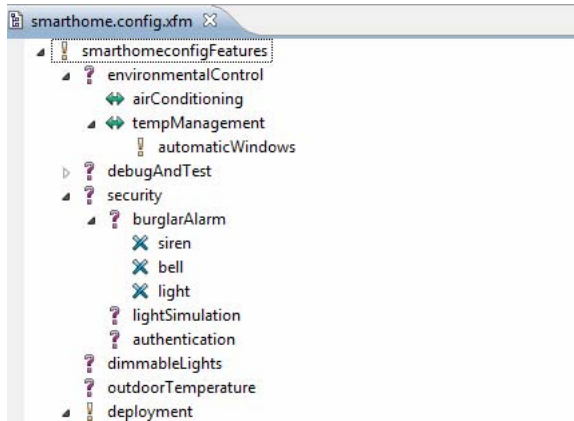 smarthome.config.xfm
smarthomeconfigFeatures
environmentalControl
airConditioning
tempManagement
automaticWindows
debugAndTest
security
burglarAlarm
siren
bell
light
lightSimulation
authentication
dimmableLights
outdoorTemperature
deployment